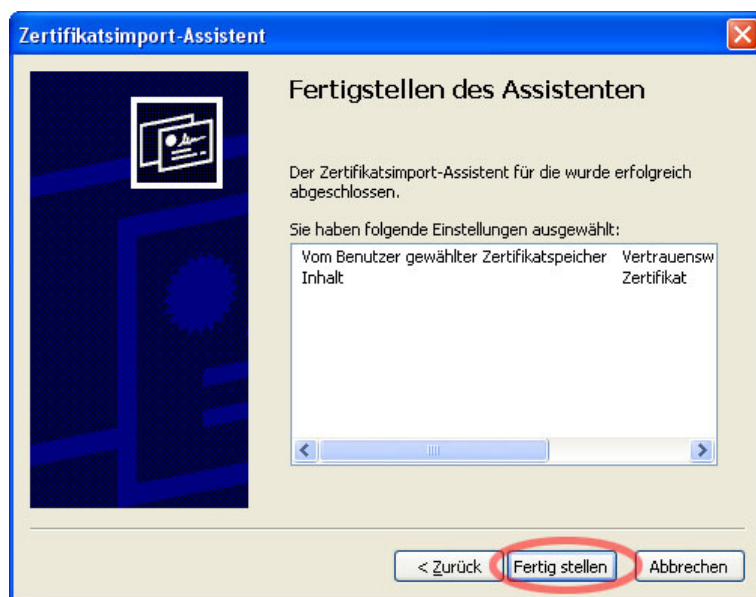 Zertifikatsimport-Assistent
Fertigstellen des Assistenten
Der Zertifikatsimport-Assistent für die wurde erfolgreich
abgeschlossen.
Sie haben folgende Einstellungen ausgewählt:
Vom Benutzer gewählter Zertifikatspeicher Vertrauensw
Inhalt Zertifikat
< Zurück Fertig stellen Abbrechen